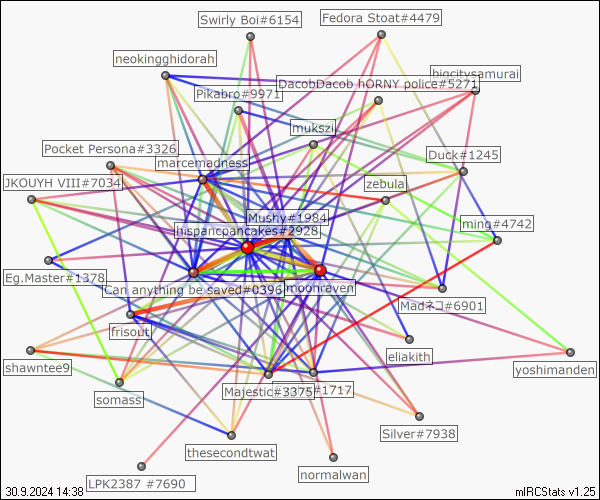 Swirly Boi#6154
Fedora Stoat#4479
neokingghidorah
bigcitysamurai
DacobDacob hORNY police#5271
Pikabro#9971
mukszi
Pocket Persona#3326
Duck#1245
marcemadness
JKOUYH VIII#7034
zebula
Mushy#1984
ming#4742
hispancpancakes#2928
Eg.Master#1378
Can anything be saved#0396
moonraven
Madネコ#6901
frisout
eliakith
shawntee9
yoshimanden
somass
Majestic#3375
#1717
Silver#7938
thesecondtwat
normalwan
LPK2387 #7690
30.9.2024 14:38
mIRCStats v1.25